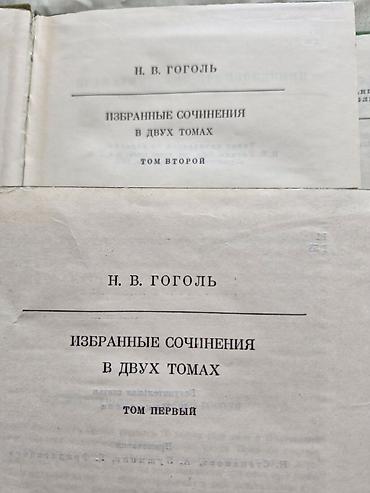 Н. В. ГОГОЛЬ
ИЗБРАННЫЕ СОЧИНЕНИЯ
В ДВУХ ТОМАХ
ТОМ ВТОРОЙ
Н. В. ГОГОЛЬ
ИЗБРАННЫЕ СОЧИНЕНИЯ
В ДВУХ ТОМАХ
ТОМ ПЕРВЫЙ